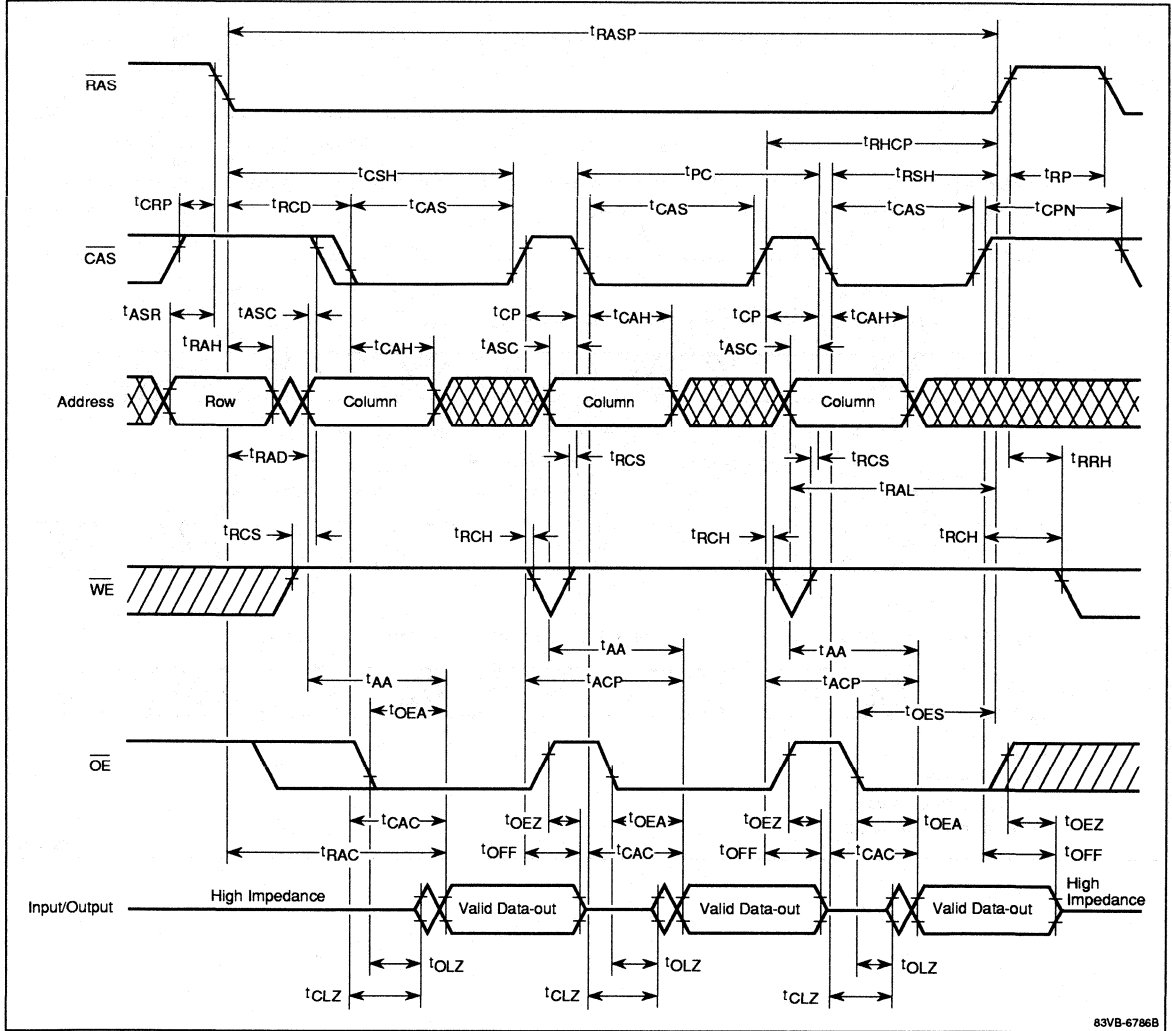 tRASP
RAS
tRHCP
tCSH
tPC
tRSH
tRP
tCRP
tRCD
tCAS
tCAS
tCAS
tCPN
CAS
tASR
tASC
tCP
tCAH
tCP
tCAH
tRAH
tCAH
tASC
tASC
Address
Row
Column
Column
Column
tRAD
tRCS
tRCS
tRRH
tRAL
tRCS
tRCH
tRCH
tRCH
WE
tAA
tAA
tAA
tACP
tACP
tOEA
tOES
OE
tCAC
tOEZ
tOEA
tOEZ
tOEA
tOEZ
tRAC
tOFF
tCAC
tOFF
tCAC
tOFF
Input/Output
High Impedance
Valid Data-out
Valid Data-out
Valid Data-out
High
Impedance
tOLZ
tOLZ
tOLZ
tCLZ
tCLZ
tCLZ
83VB-6786B